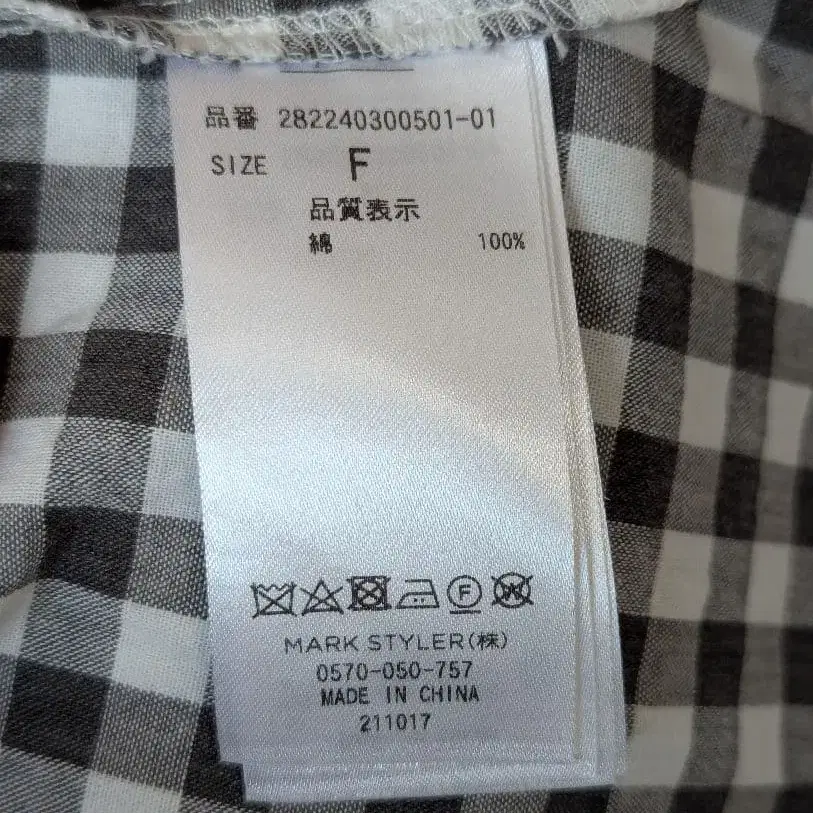 品番 282240300501-01
SIZE F
品質表示
綿 100%
F W
MARK STYLER(株)
0570-050-757
MADE IN CHINA
211017